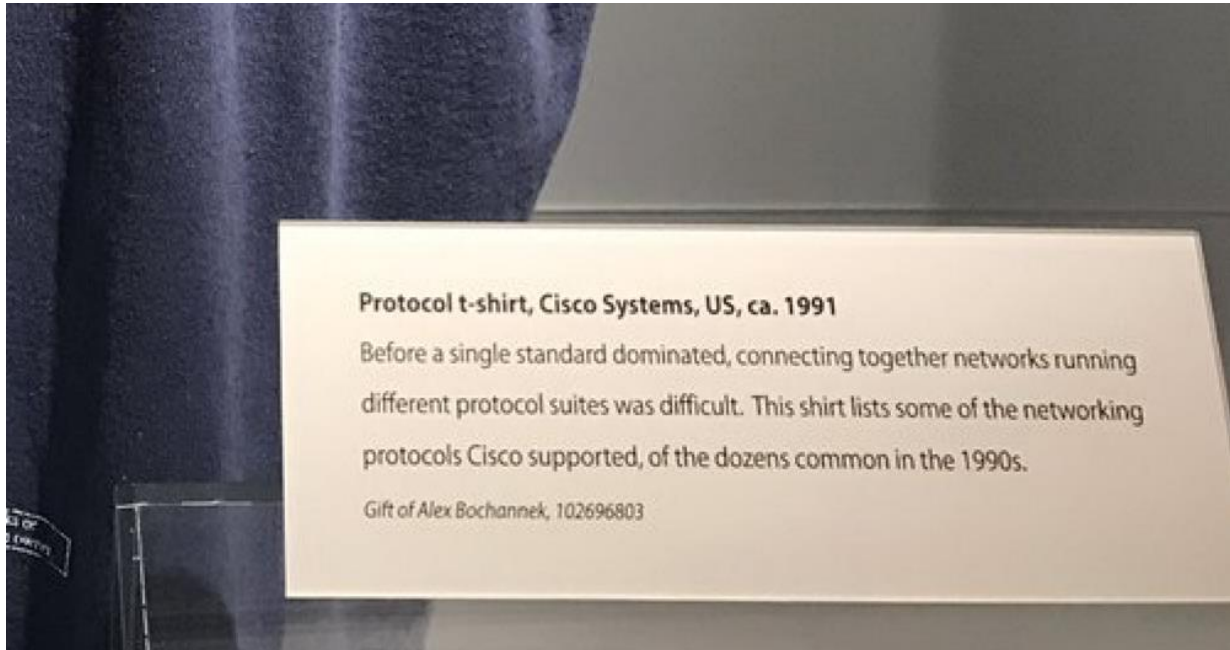 Protocol t-shirt, Cisco Systems, US, ca. 1991
Before a single standard dominated, connecting together networks running
different protocol suites was difficult. This shirt lists some of the networking
protocols Cisco supported, of the dozens common in the 1990s.
Gift of Alex Bochannek, 102696803